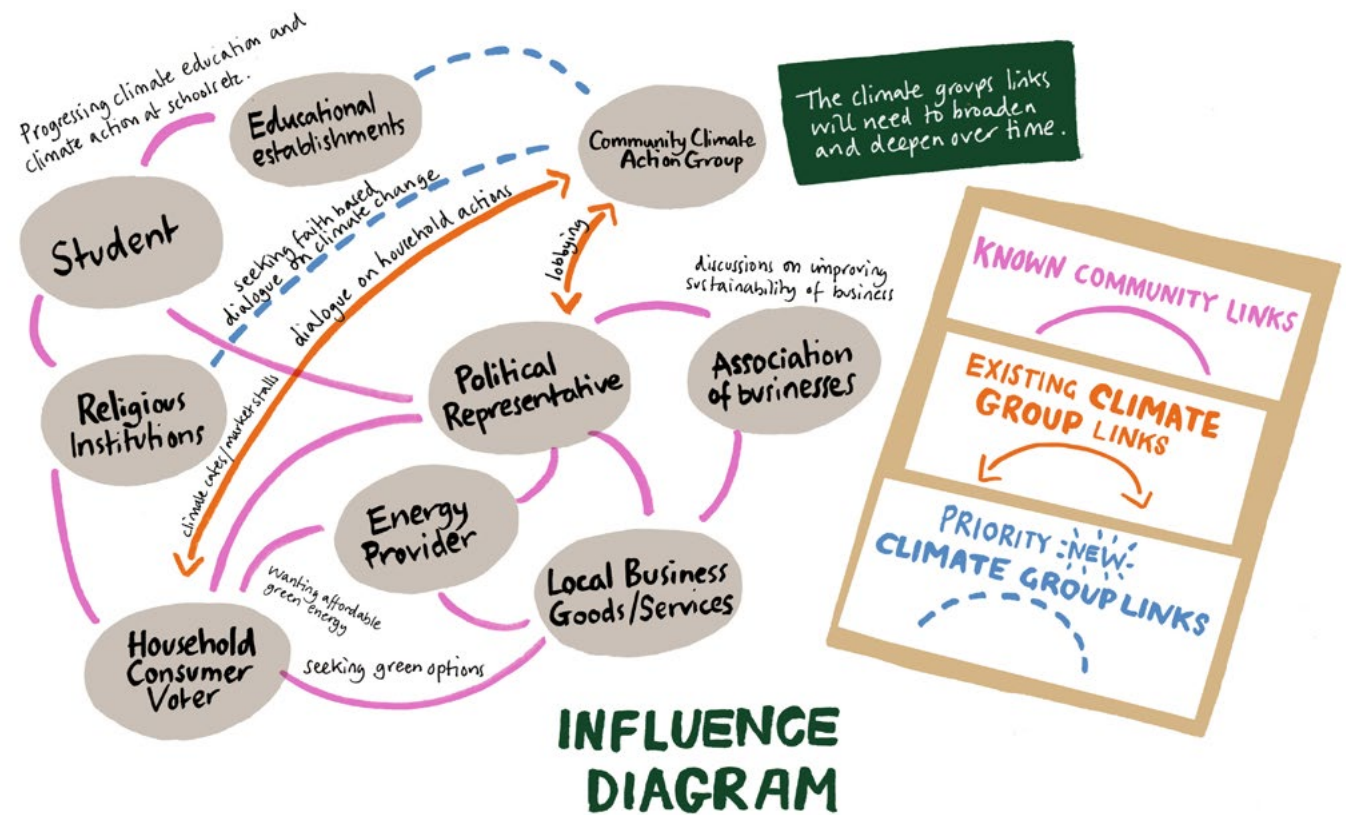 Progressing climate education and
climate action at schools etc.
Educational
establishments
Community Climate
Action Group
The climate groups links
will need to broaden
and deepen over time.
Student
seeking faith based
dialogue on climate change
dialogue on household actions
climate cafes/market stalls
lobbying
discussions on improving
sustainability of business
Religious
Institutions
Political
Representative
Association
of businesses
Energy
Provider
Local Business
Goods/Services
Wanting affordable
green energy
Household
Consumer
Voter
seeking green options
KNOWN COMMUNITY LINKS
EXISTING CLIMATE
GROUP LINKS
PRIORITY NEW
CLIMATE GROUP LINKS
INFLUENCE
DIAGRAM